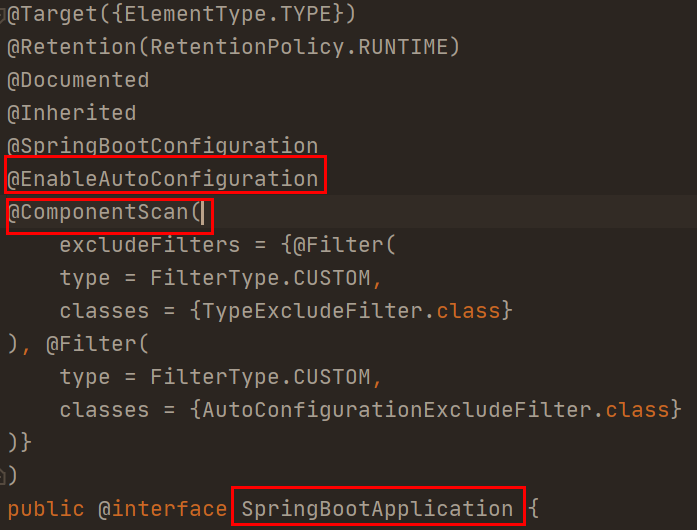 @Target({ElementType.TYPE})
@Retention(RetentionPolicy.RUNTIME)
@Documented
@Inherited
@SpringBootConfiguration
@EnableAutoConfiguration
@ComponentScan(
    excludeFilters = {@Filter(
    type = FilterType.CUSTOM,
    classes = {TypeExcludeFilter.class}
), @Filter(
    type = FilterType.CUSTOM,
    classes = {AutoConfigurationExcludeFilter.class}
)}
)
public @interface SpringBootApplication {